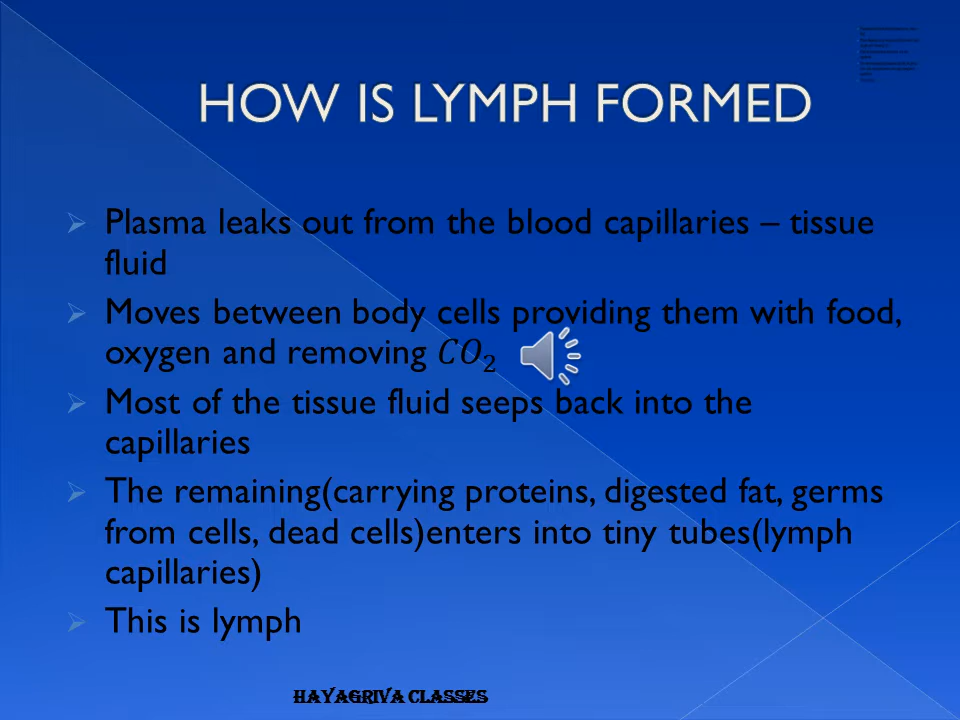 HOW IS LYMPH FORMED
Plasma leaks out from the blood capillaries – tissue
fluid
Moves between body cells providing them with food,
oxygen and removing CO₂
Most of the tissue fluid seeps back into the
capillaries
The remaining(carrying proteins, digested fat, germs
from cells, dead cells)enters into tiny tubes(lymph
capillaries)
This is lymph
HAYAGRIVA CLASSES